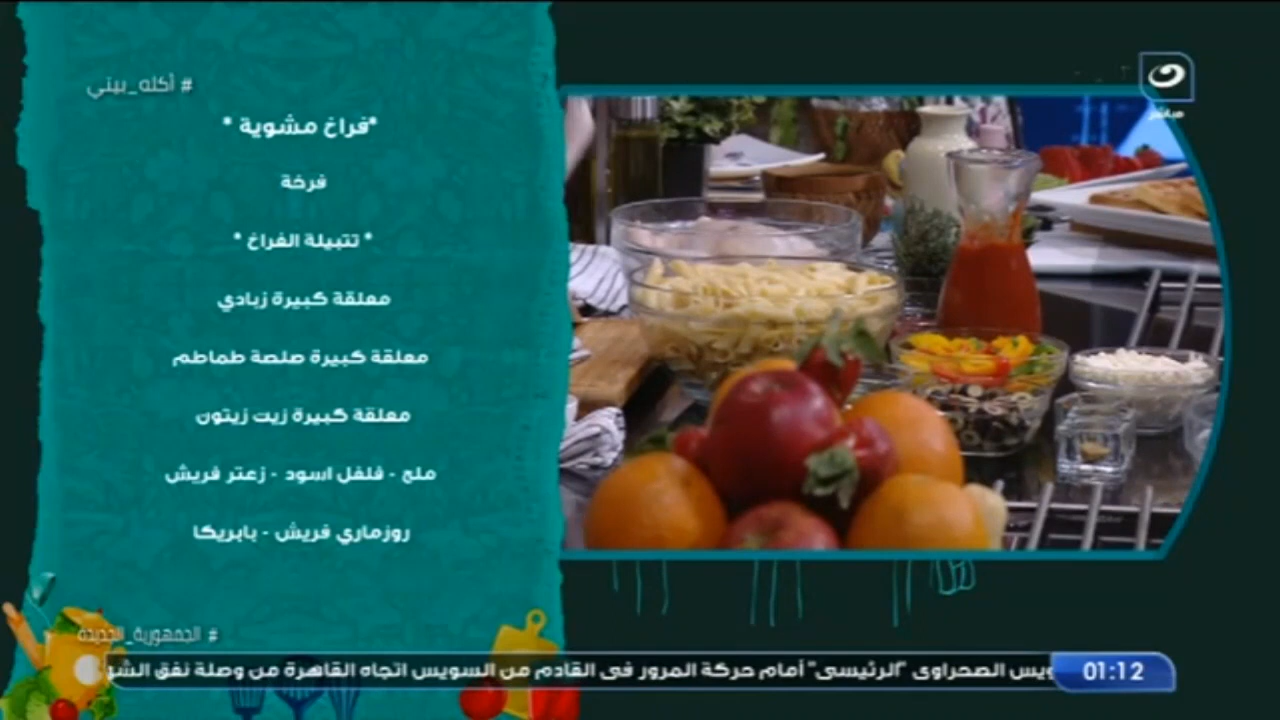 # أكله_بيتي
*فراخ مشوية *
فرخة
* تتبيلة الفراخ *
معلقة كبيرة زبادي
معلقة كبيرة صلصة طماطم
معلقة كبيرة زيت زيتون
ملح - فلفل اسود - زعتر فريش
روزماري فريش - بابريكا
مباشر
# الجمهورية_الجديدة
ويس الصحراوى "الرئيسى" أمام حركة المرور فى القادم من السويس اتجاه القاهرة من وصلة نفق الش
01:12